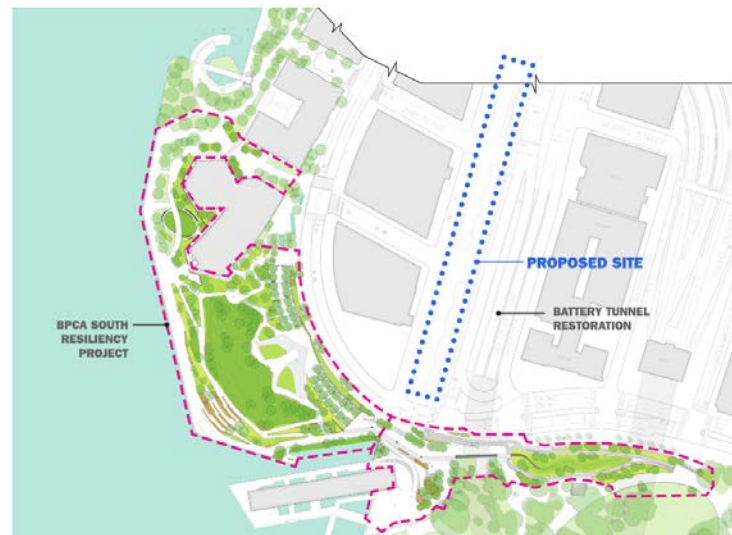 PROPOSED SITE
BPCA SOUTH
RESILIENCY
PROJECT
BATTERY TUNNEL
RESTORATION